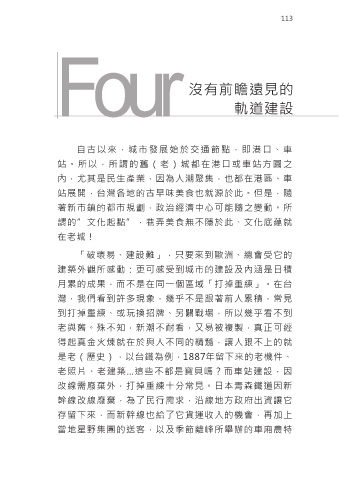 113
Four
沒有前瞻遠見的
軌道建設
自古以來，城市發展始於交通節點，即港口、車
站。所以，所謂的舊（老）城都在港口或車站方圓之
內，尤其是民生產業，因為人潮聚集，也都在港區、車
站展開，台灣各地的古早味美食也就源於此。但是，隨
著新市鎮的都市規劃，政治經濟中心可能隨之變動。所
謂的“文化起點”，巷弄美食無不隱於此、文化底蘊就
在老城！
「破壞易、建設難」，只要來到歐洲、總會受它的
建築外觀所感動；更可感受到城市的建設及內涵是日積
月累的成果，而不是在同一個區域「打掉重練」。在台
灣，我們看到許多現象，幾乎不是跟著前人累積，常見
到打掉重練、或玩換招牌、另闢戰場，所以幾乎看不到
老與舊。殊不知，新潮不耐看，又易被複製，真正可經
得起真金火煉就在於與人不同的精髓，讓人跟不上的就
是老（歷史），以台鐵為例，1887年留下來的老機件、
老照片、老建築…這些不都是寶貝嗎？而車站建設，因
改線需廢棄外，打掉重練十分常見。日本青森鐵道因新
幹線改線廢棄，為了民行需求，沿線地方政府出資讓它
存留下來，而新幹線也給了它貨運收入的機會，再加上
當地星野集團的送客，以及季節離峰所舉辦的車廂農特